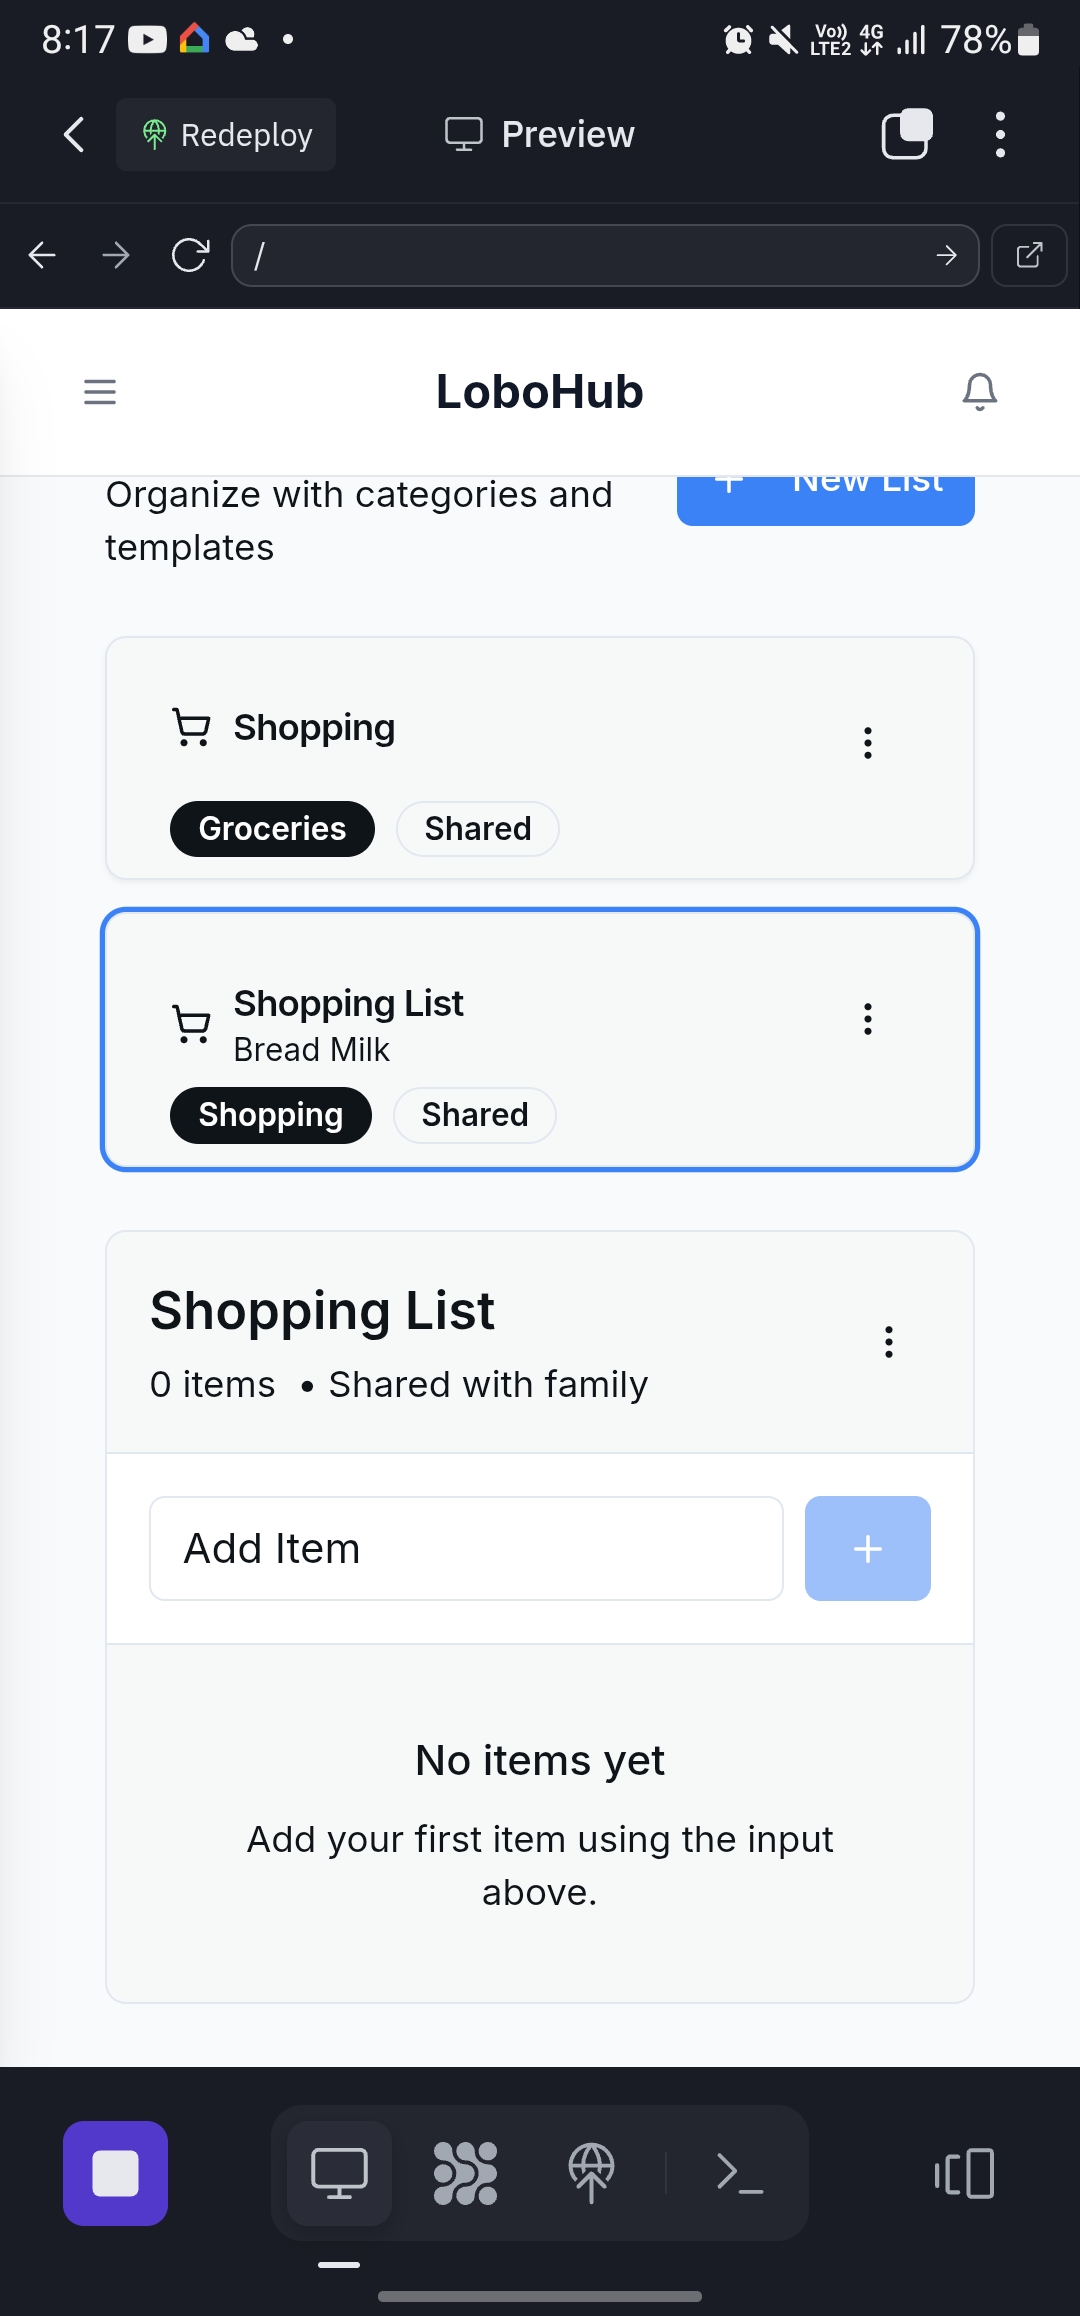 8:17
Vo))
LTE2
4G
78%
Redeploy
Preview
/
LoboHub
Organize with categories and
templates
New List
Shopping
Groceries
Shared
Shopping List
Bread Milk
Shopping
Shared
Shopping List
0 items • Shared with family
Add Item
No items yet
Add your first item using the input
above.